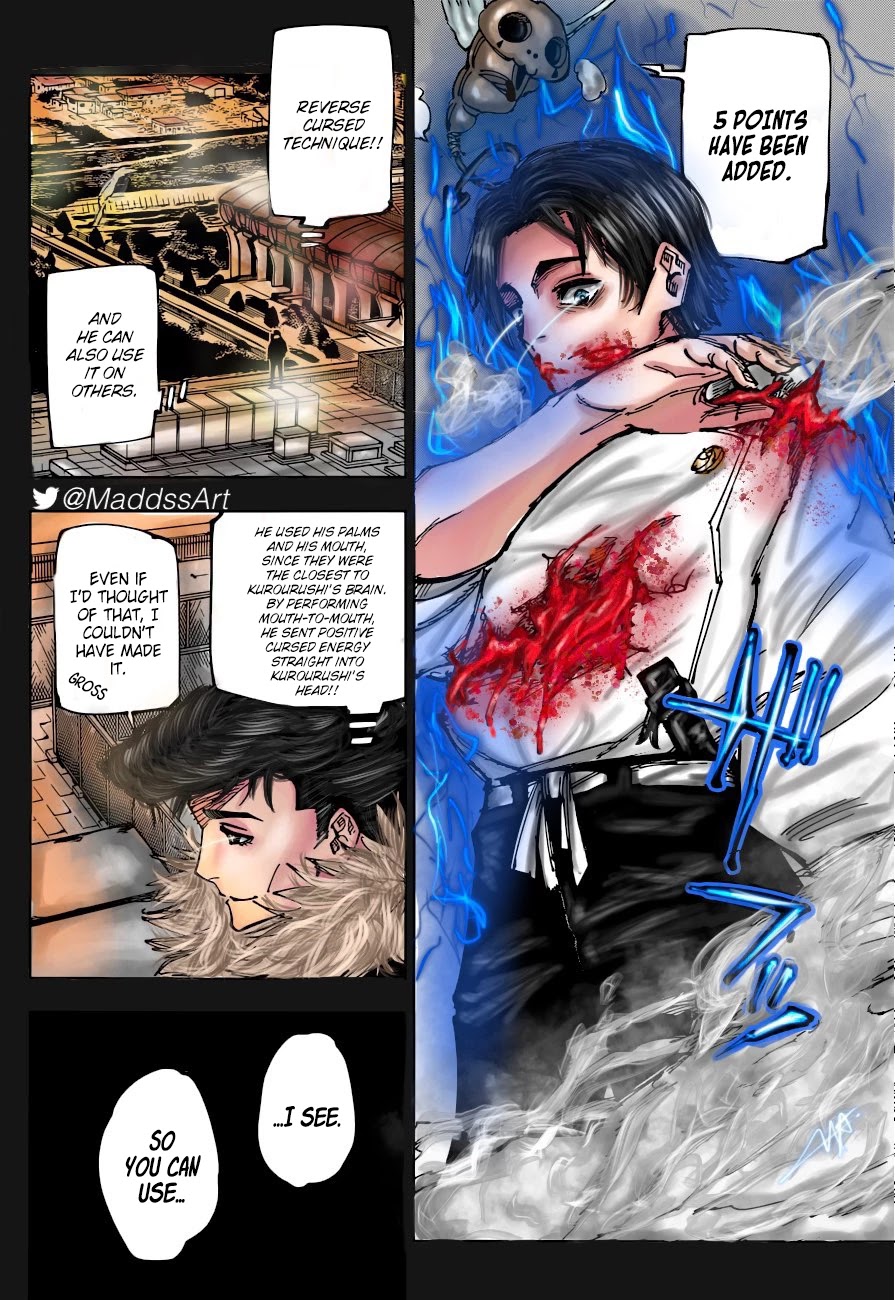 5 POINTS
HAVE BEEN
ADDED.
REVERSE
CURSED
TECHNIQUE!!
AND
HE CAN
ALSO USE
IT ON
OTHERS.
@MaddssArt
HE USED HIS PALMS
AND HIS MOUTH,
SINCE THEY WERE
THE CLOSEST TO
KUROURUSHI'S BRAIN.
BY PERFORMING
MOUTH-TO-MOUTH,
HE SENT POSITIVE
CURSED ENERGY
STRAIGHT INTO
KUROURUSHI'S
HEAD!!
EVEN IF
I'D THOUGHT
OF THAT, I
COULDN'T
HAVE MADE
IT.
GROSS
...I SEE.
SO
YOU CAN
USE...